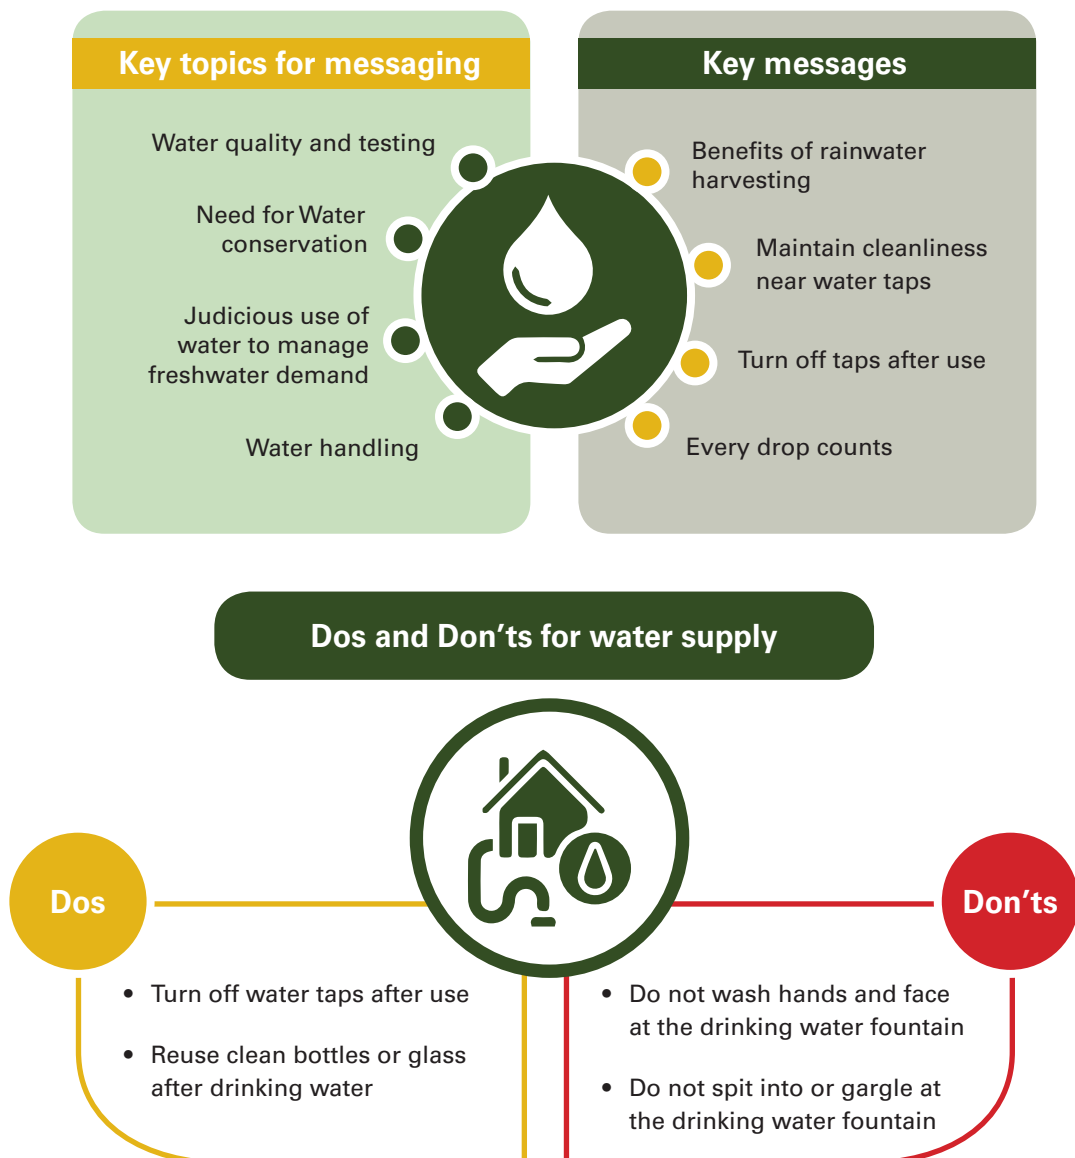 Key topics for messaging
Water quality and testing
Need for Water
conservation
Judicious use of
water to manage
freshwater demand
Water handling
Key messages
Benefits of rainwater
harvesting
Maintain cleanliness
near water taps
Turn off taps after use
Every drop counts
Dos and Don’ts for water supply
Dos
• Turn off water taps after use
• Reuse clean bottles or glass
after drinking water
Don’ts
• Do not wash hands and face
at the drinking water fountain
• Do not spit into or gargle at
the drinking water fountain